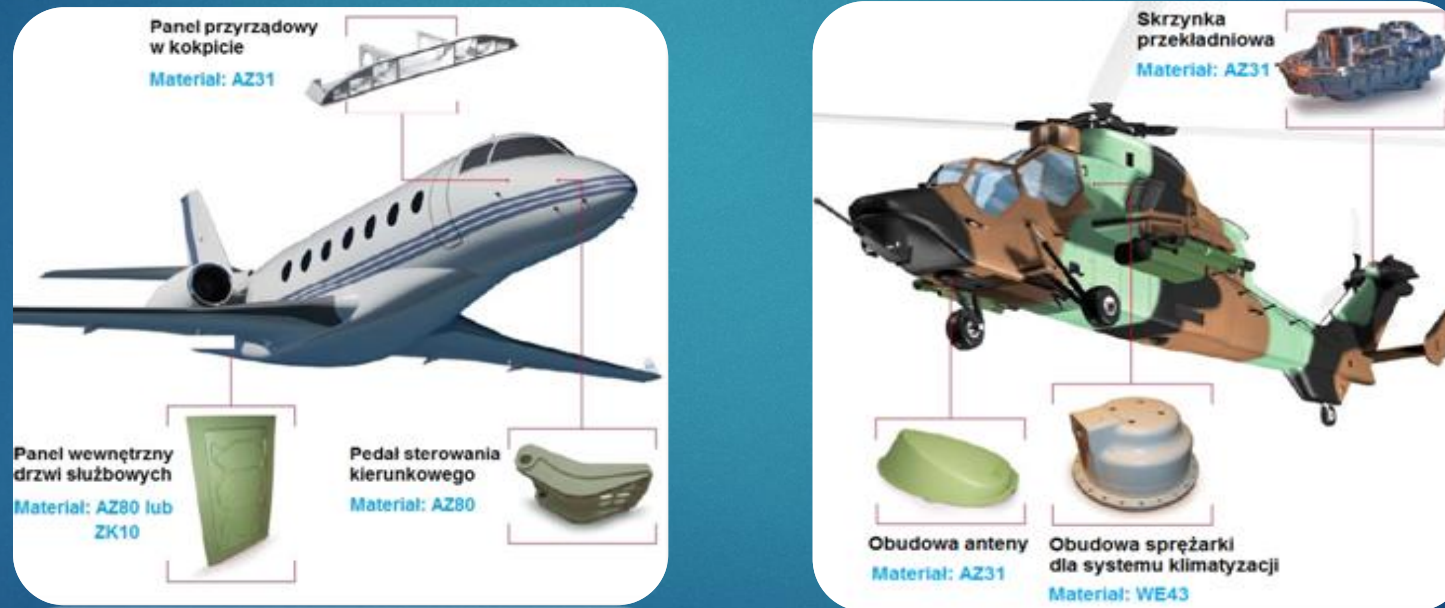 Panel przyrządowy
w kokpicie
Materiał: AZ31
Panel wewnętrzny
drzwi służbowych
Materiał: AZ80 lub
ZK10
Pedał sterowania
kierunkowego
Materiał: AZ80
Skrzynka
przekładniowa
Materiał: AZ31
Obudowa anteny
Materiał: AZ31
Obudowa sprężarki
dla systemu klimatyzacji
Materiał: WE43